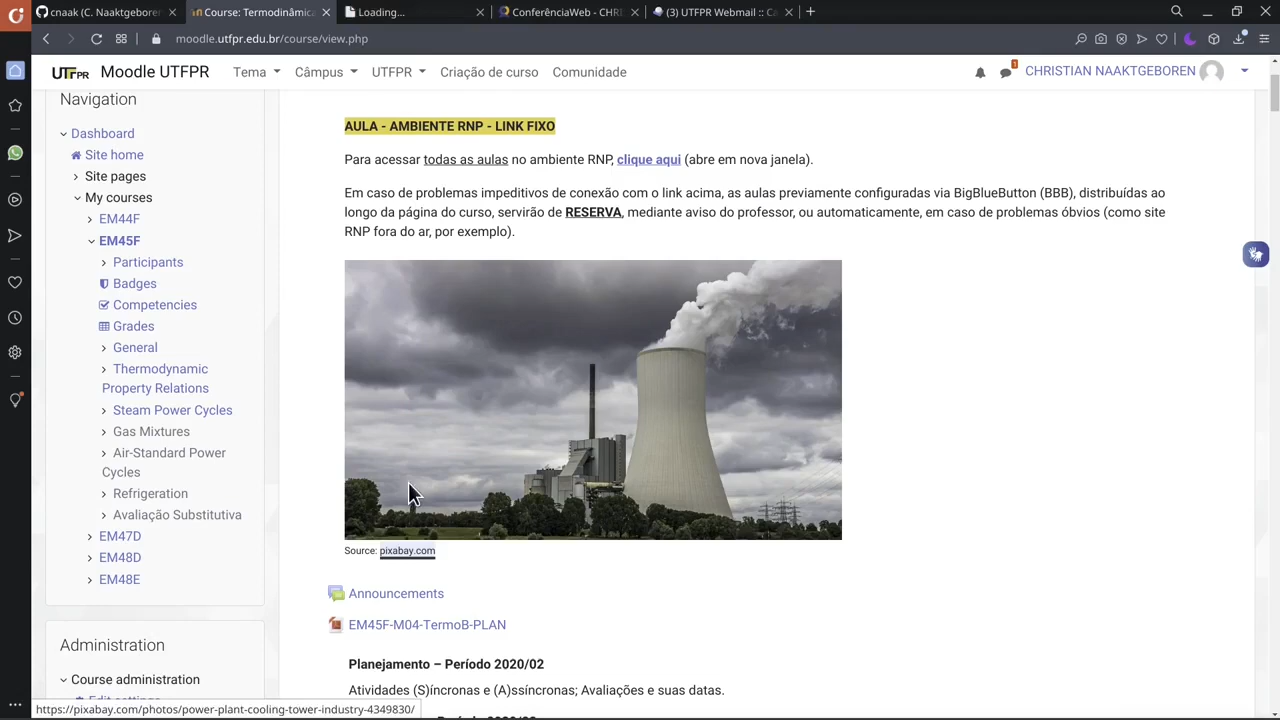 cnaak (C. Naaktgeboren
Course: Termodinâmica
Loading...
ConferênciaWeb - CHR
(3) UTFPR Webmail :: Ca
moodle.utfpr.edu.br/course/view.php
UTFPR Moodle UTFPR
Tema
Câmpus
UTFPR
Criação de curso
Comunidade
CHRISTIAN NAAKTGEBOREN
Navigation
Dashboard
Site home
Site pages
My courses
EM44F
EM45F
Participants
Badges
Competencies
Grades
General
Thermodynamic
Property Relations
Steam Power Cycles
Gas Mixtures
Air-Standard Power
Cycles
Refrigeration
Avaliação Substitutiva
EM47D
EM48D
EM48E
Administration
Course administration
Edit settings
AULA - AMBIENTE RNP - LINK FIXO
Para acessar todas as aulas no ambiente RNP, clique aqui (abre em nova janela).
Em caso de problemas impeditivos de conexão com o link acima, as aulas previamente configuradas via BigBlueButton (BBB), distribuídas ao
longo da página do curso, servirão de RESERVA, mediante aviso do professor, ou automaticamente, em caso de problemas óbvios (como site
RNP fora do ar, por exemplo).
Source: pixabay.com
Announcements
EM45F-M04-TermoB-PLAN
Planejamento – Período 2020/02
Atividades (S)íncronas e (A)ssíncronas; Avaliações e suas datas.
https://pixabay.com/photos/power-plant-cooling-tower-industry-4349830/